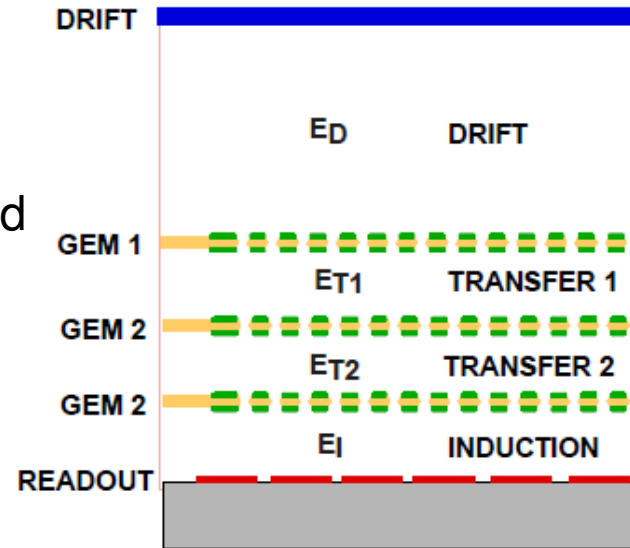 DRIFT
ED DRIFT
d
GEM 1
ET1 TRANSFER 1
GEM 2
ET2 TRANSFER 2
GEM 2
EI INDUCTION
READOUT